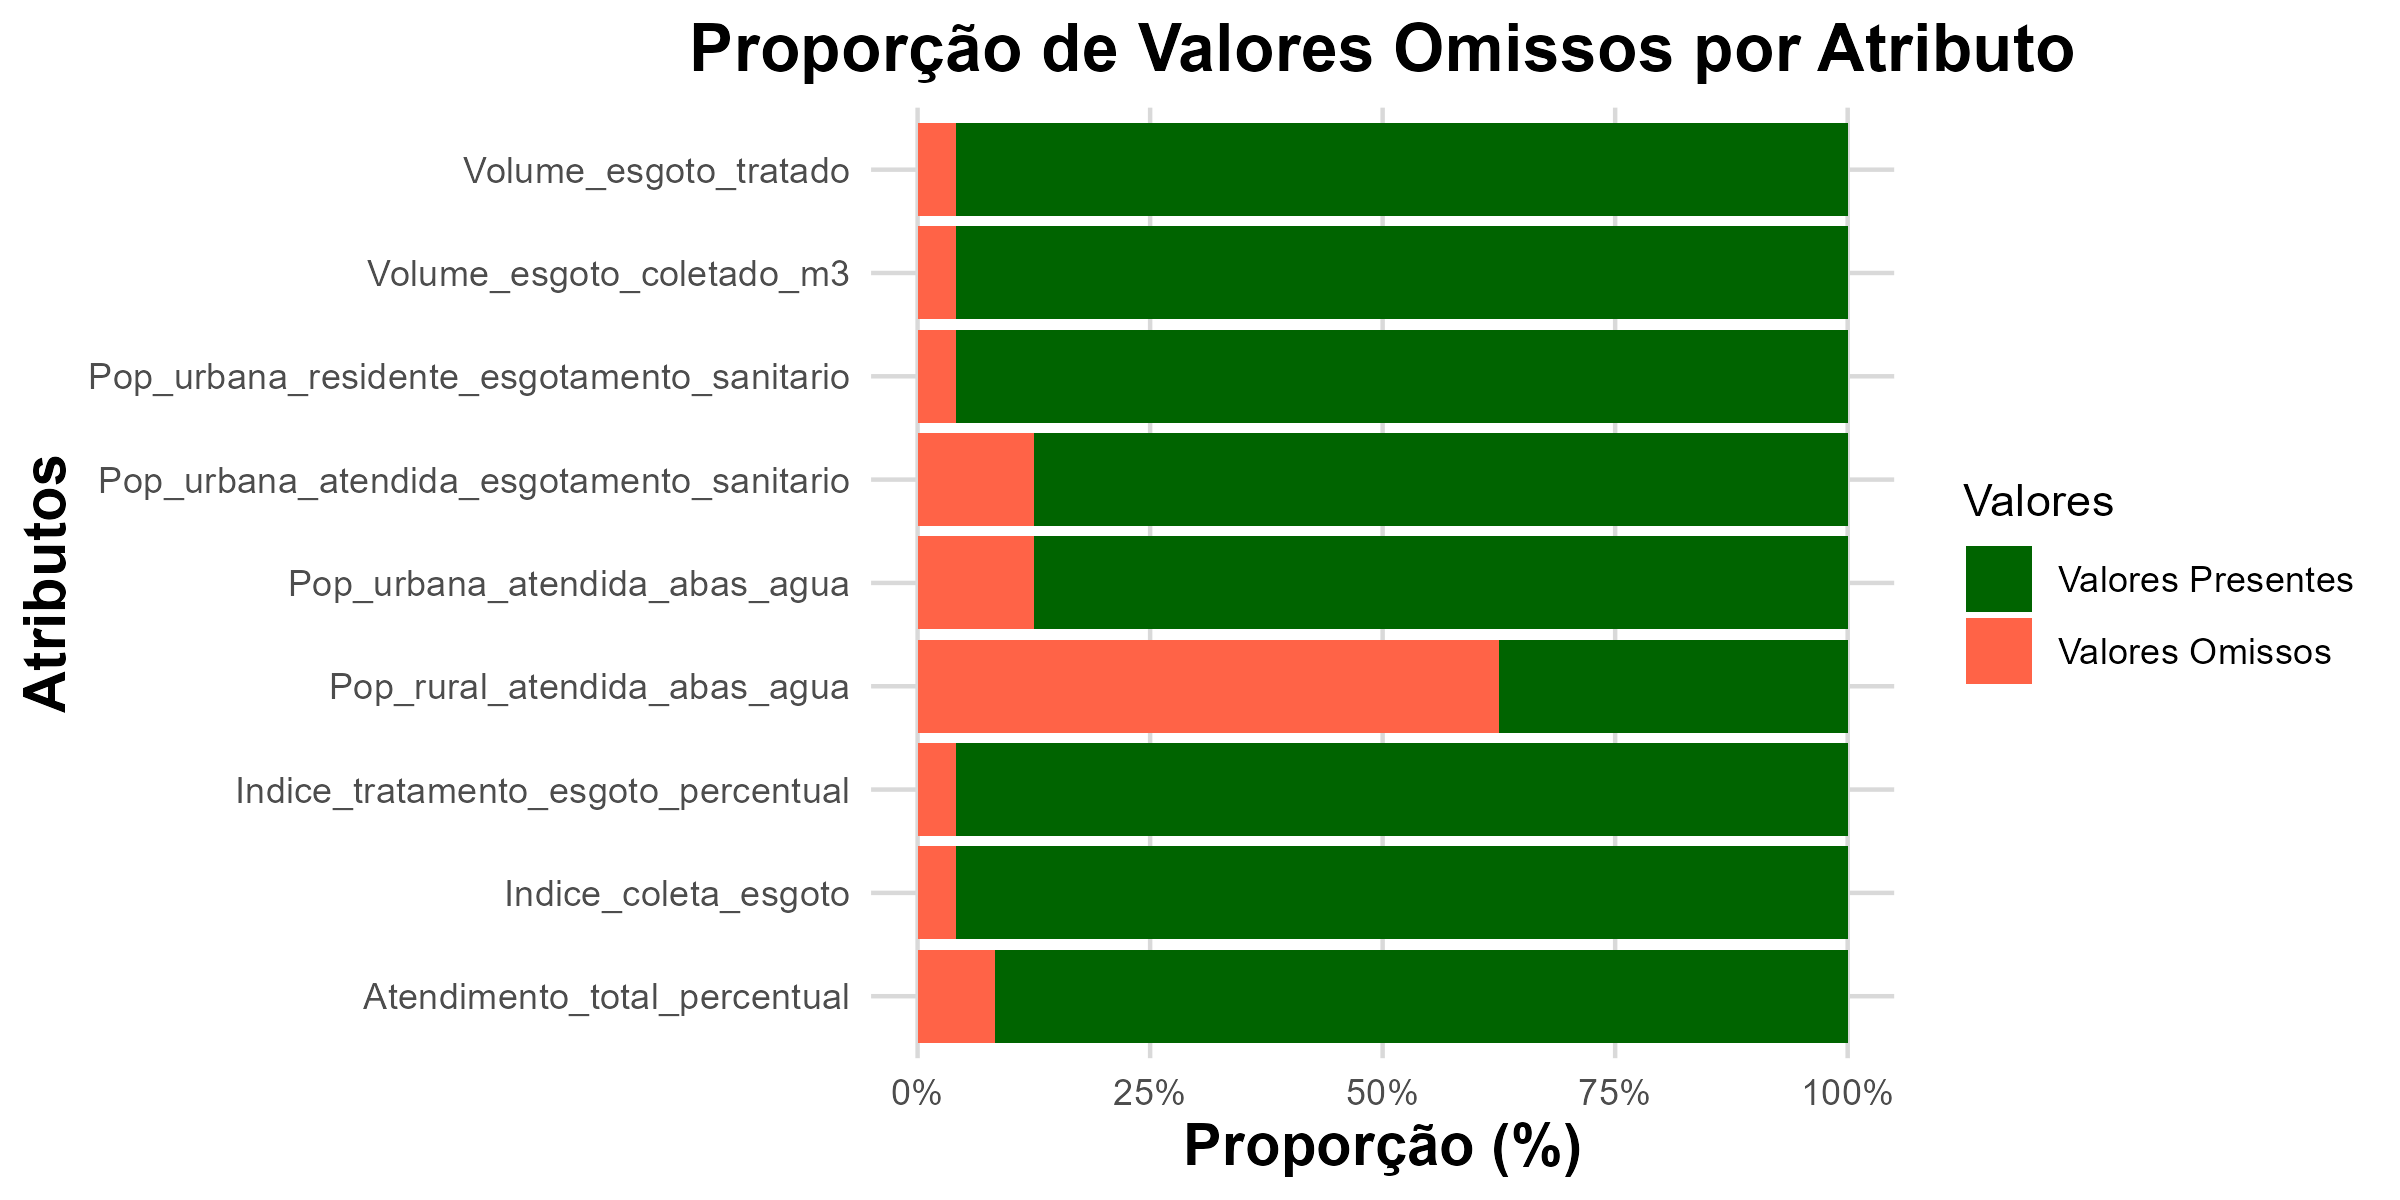 Proporção de Valores Omissos por Atributo
Atributos
Volume_esgoto_tratado
Volume_esgoto_coletado_m3
Pop_urbana_residente_esgotamento_sanitario
Pop_urbana_atendida_esgotamento_sanitario
Pop_urbana_atendida_abas_agua
Pop_rural_atendida_abas_agua
Indice_tratamento_esgoto_percentual
Indice_coleta_esgoto
Atendimento_total_percentual
0% 25% 50% 75% 100%
Proporção (%)
Valores
Valores Presentes
Valores Omissos